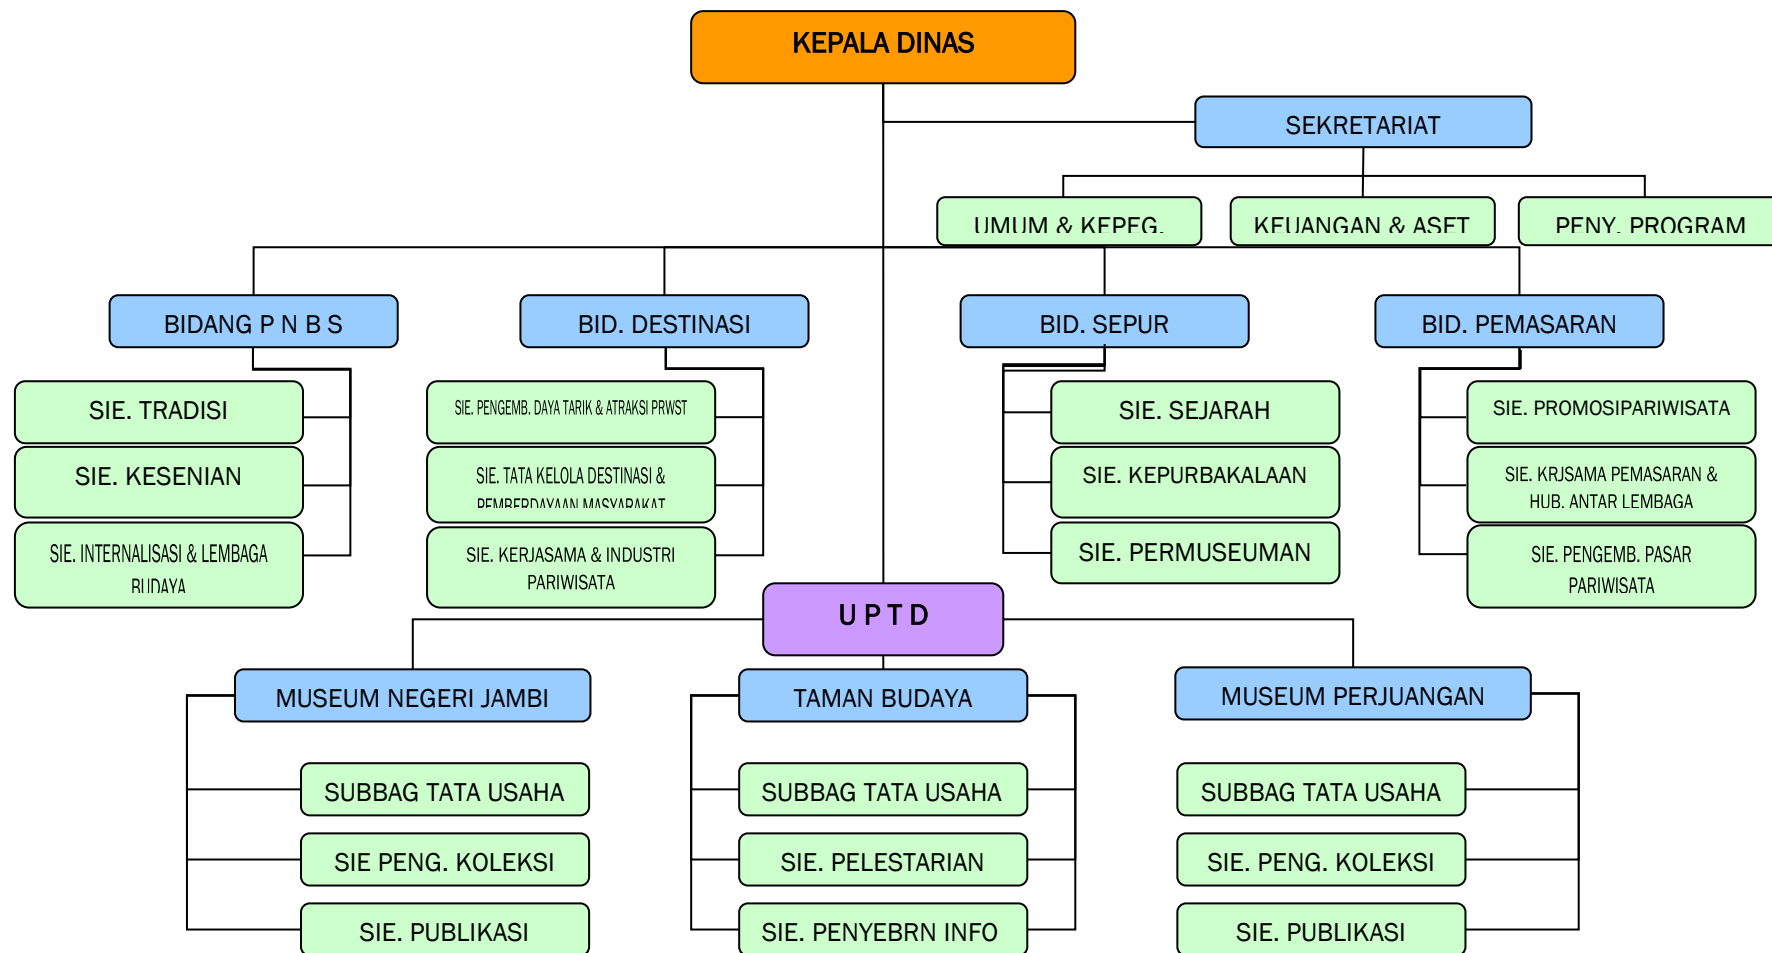 KEPALA DINAS
SEKRETARIAT
UMUM & KEPEG.
KEUANGAN & ASET
PENY. PROGRAM
BIDANG P N B S
BID. DESTINASI
BID. SEPUR
BID. PEMASARAN
SIE. TRADISI
SIE. KESENIAN
SIE. INTERNALISASI & LEMBAGA
BUDAYA
SIE. PENGEMB. DAYA TARIK & ATRAKSI PRWST
SIE. TATA KELOLA DESTINASI &
PEMBERDAYAAN MASYARAKAT
SIE. KERJASAMA & INDUSTRI
PARIWISATA
SIE. SEJARAH
SIE. KEPURBAKALAAN
SIE. PERMUSEUMAN
SIE. PROMOSIPARIWISATA
SIE. KRJSAMA PEMASARAN &
HUB. ANTAR LEMBAGA
SIE. PENGEMB. PASAR
PARIWISATA
U P T D
MUSEUM NEGERI JAMBI
TAMAN BUDAYA
MUSEUM PERJUANGAN
SUBBAG TATA USAHA
SIE PENG. KOLEKSI
SIE. PUBLIKASI
SUBBAG TATA USAHA
SIE. PELESTARIAN
SIE. PENYEBRN INFO
SUBBAG TATA USAHA
SIE. PENG. KOLEKSI
SIE. PUBLIKASI